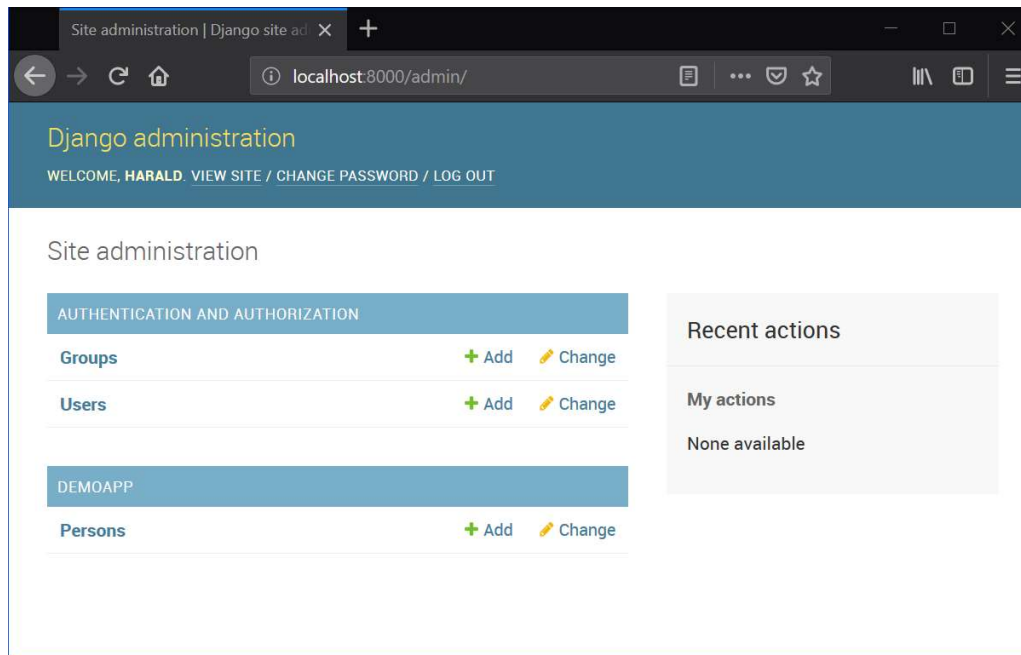 Site administration | Django site ad
localhost:8000/admin/
Django administration
WELCOME, HARALD. VIEW SITE / CHANGE PASSWORD / LOG OUT
Site administration
AUTHENTICATION AND AUTHORIZATION
Groups + Add Change
Users + Add Change
DEMOAPP
Persons + Add Change
Recent actions
My actions
None available